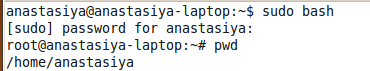 anastasiya@anastasiya-laptop:~$ sudo bash
[sudo] password for anastasiya:
root@anastasiya-laptop:~# pwd
/home/anastasiya